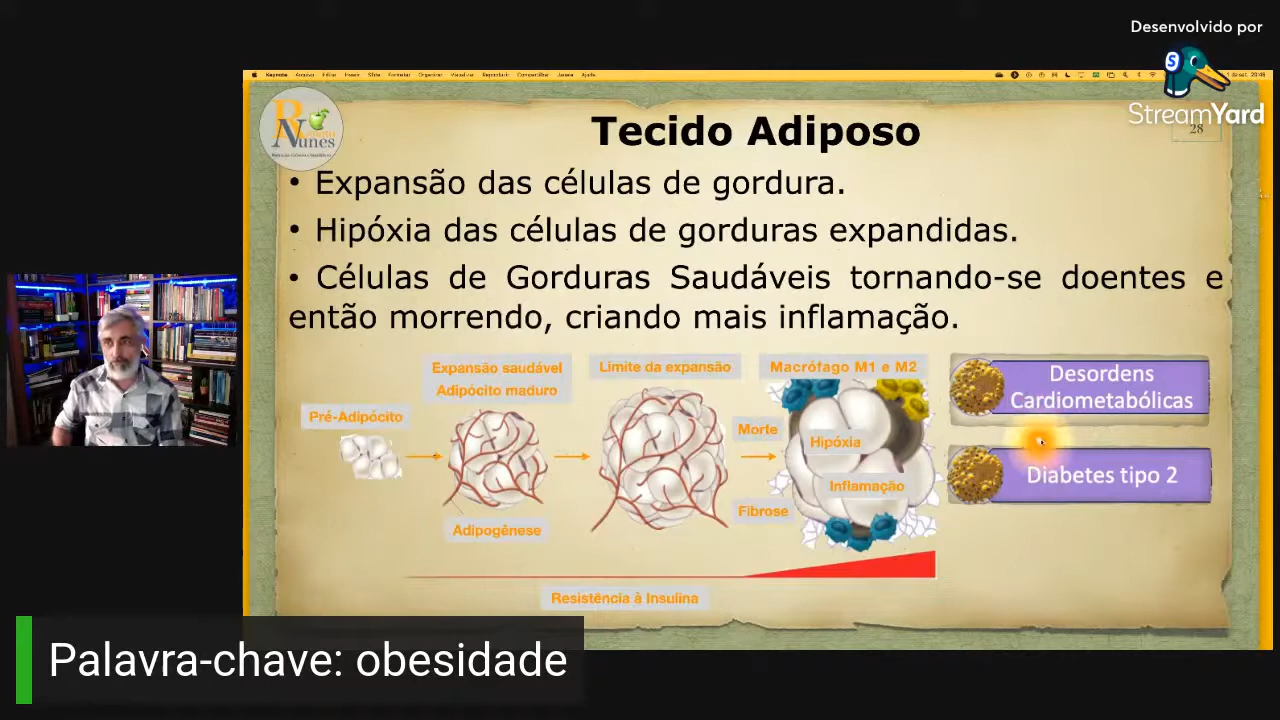 Desenvolvido por
StreamYard
28
Nunes
Tecido Adiposo
• Expansão das células de gordura.
• Hipóxia das células de gorduras expandidas.
• Células de Gorduras Saudáveis tornando-se doentes e
então morrendo, criando mais inflamação.
Pré-Adipócito
Expansão saudável
Adipócito maduro
Adipogênese
Limite da expansão
Macrófago M1 e M2
Morte
Hipóxia
Inflamação
Fibrose
Desordens
Cardiometabólicas
Diabetes tipo 2
Resistência à Insulina
Palavra-chave: obesidade